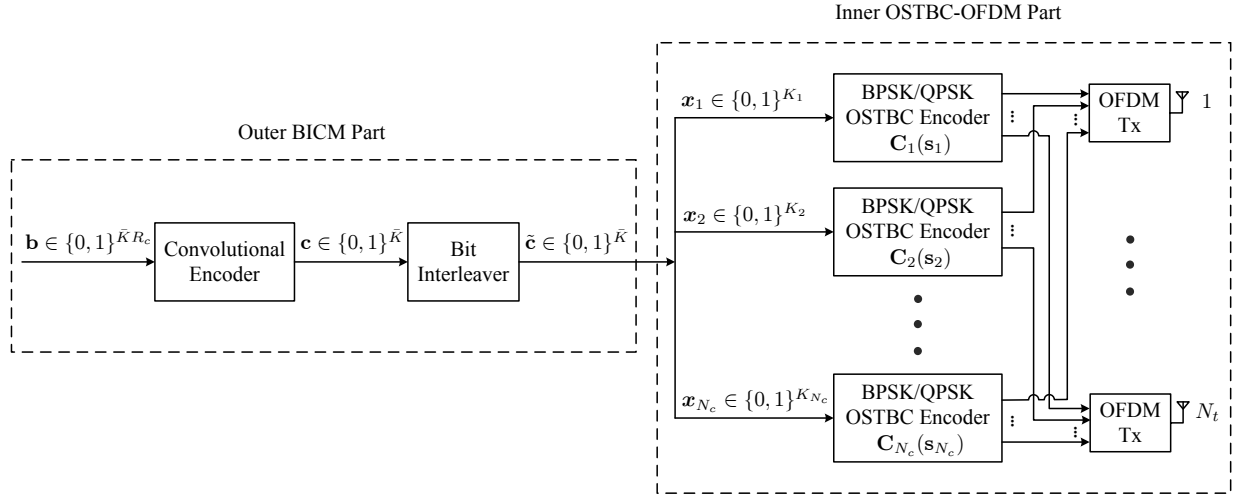 Inner OSTBC-OFDM Part
Outer BICM Part
b ∈ {0, 1}^{K̄R_c}
Convolutional
Encoder
c ∈ {0, 1}^{K̄}
Bit
Interleaver
c̃ ∈ {0, 1}^{K̄}
x_1 ∈ {0, 1}^{K_1}
BPSK/QPSK
OSTBC Encoder
C_1(s_1)
x_2 ∈ {0, 1}^{K_2}
BPSK/QPSK
OSTBC Encoder
C_2(s_2)
x_{N_c} ∈ {0, 1}^{K_{N_c}}
BPSK/QPSK
OSTBC Encoder
C_{N_c}(s_{N_c})
OFDM
Tx
1
OFDM
Tx
N_t